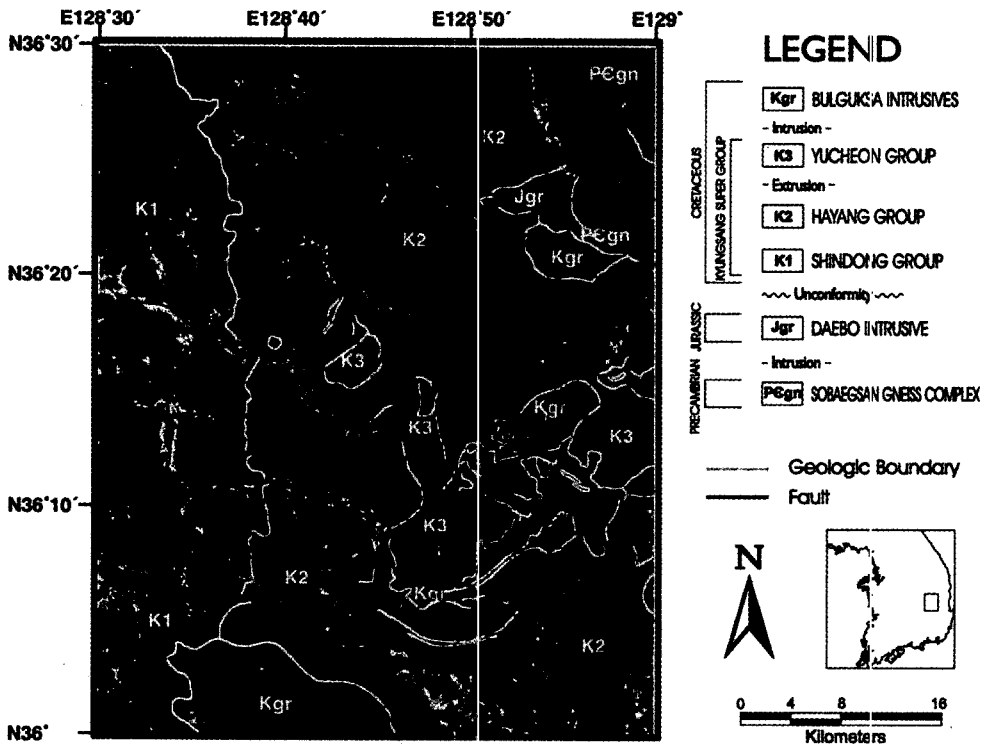 E128°30'
E128°40'
E128°50'
E129°
N36°30'
N36°20'
N36°10'
N36°
PЄgn
K2
Jgr
K1
K2
PЄgn
Kgr
K3
Kgr
K3
K3
K3
K2
?Kgr
K1
K2
Kgr
LEGEND
Kgr BULGUKSA INTRUSIVES
- Intrusion -
K3 YUCHEON GROUP
- Extrusion -
K2 HAYANG GROUP
K1 SHINDONG GROUP
Unconformity
Jgr DAEBO INTRUSIVE
- Intrusion -
PЄgn SOBAEGSAN GNEISS COMPLEX
CRETACEOUS
KYUNGSANG SUPER GROUP
JURASSIC
PRECAMBRIAN
Geologic Boundary
Fault
N
0 4 8 16
Kilometers